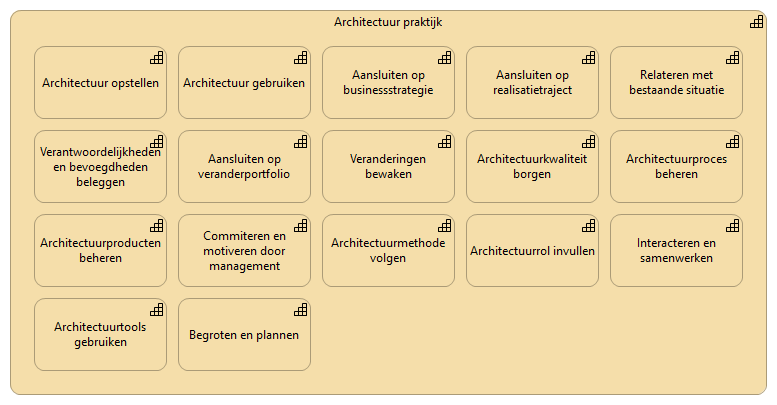 Architectuur praktijk
Architectuur opstellen
Architectuur gebruiken
Aansluiten op
businessstrategie
Aansluiten op
realisatietraject
Relateren met
bestaande situatie
Verantwoordelijkheden
en bevoegdheden
beleggen
Aansluiten op
veranderportfolio
Veranderingen
bewaken
Architectuurkwaliteit
borgen
Architectuurproces
beheren
Architectuurproducten
beheren
Commiteren en
motiveren door
management
Architectuurmethode
volgen
Architectuurrol invullen
Interacteren en
samenwerken
Architectuurtools
gebruiken
Begroten en plannen